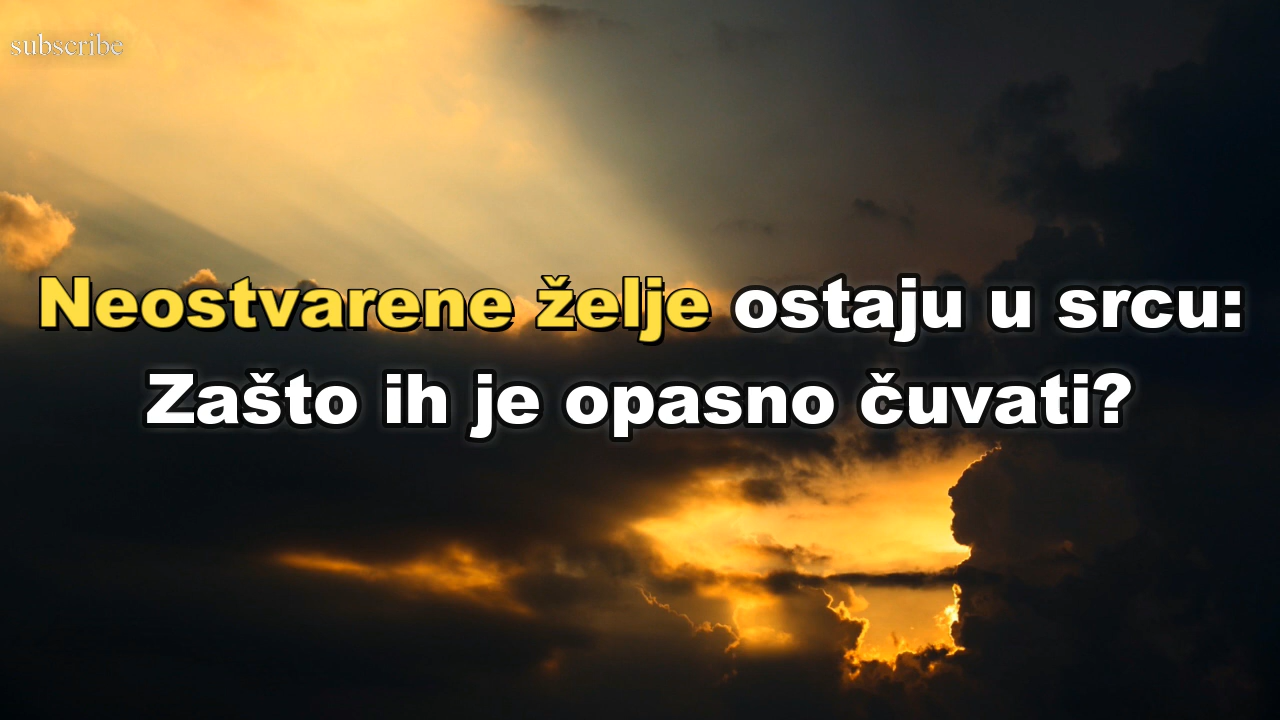 subscribe
Neostvarene želje ostaju u srcu:
Zašto ih je opasno čuvati?